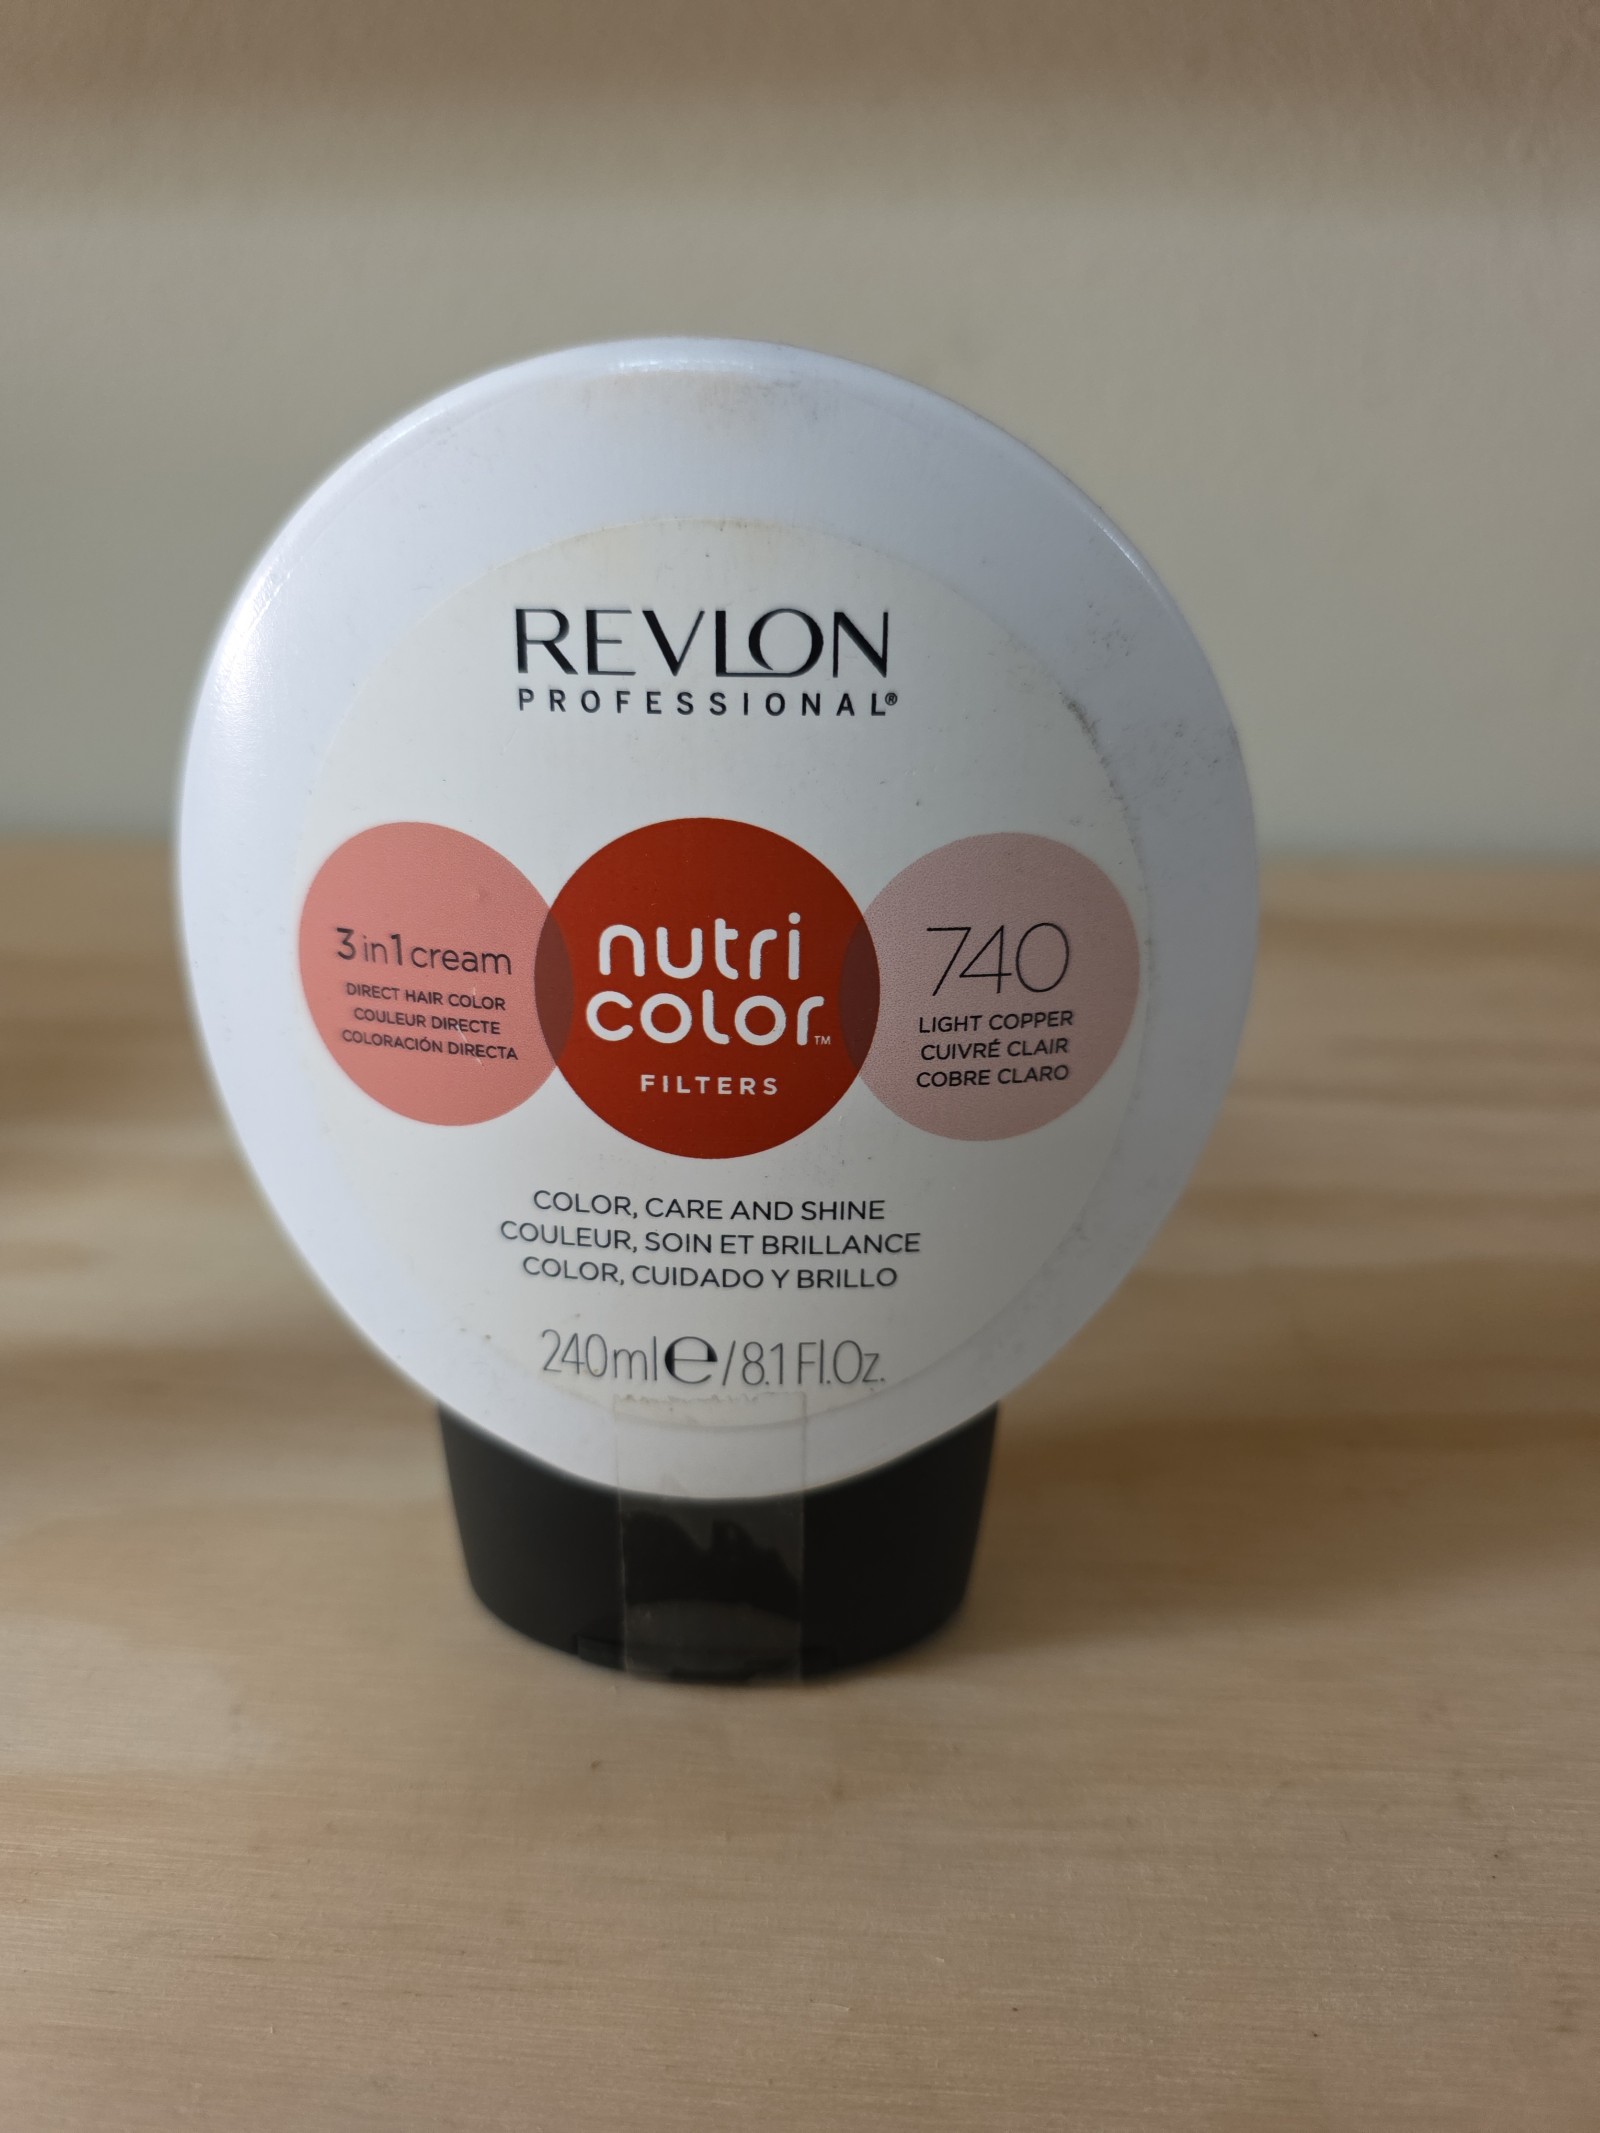 REVLON
PROFESSIONAL®
3 in 1 cream
DIRECT HAIR COLOR
COULEUR DIRECTE
COLORACIÓN DIRECTA
nutri
color™
FILTERS
740
LIGHT COPPER
CUIVRÉ CLAIR
COBRE CLARO
COLOR, CARE AND SHINE
COULEUR, SOIN ET BRILLANCE
COLOR, CUIDADO Y BRILLO
240ml℮/8.1 Fl.Oz.